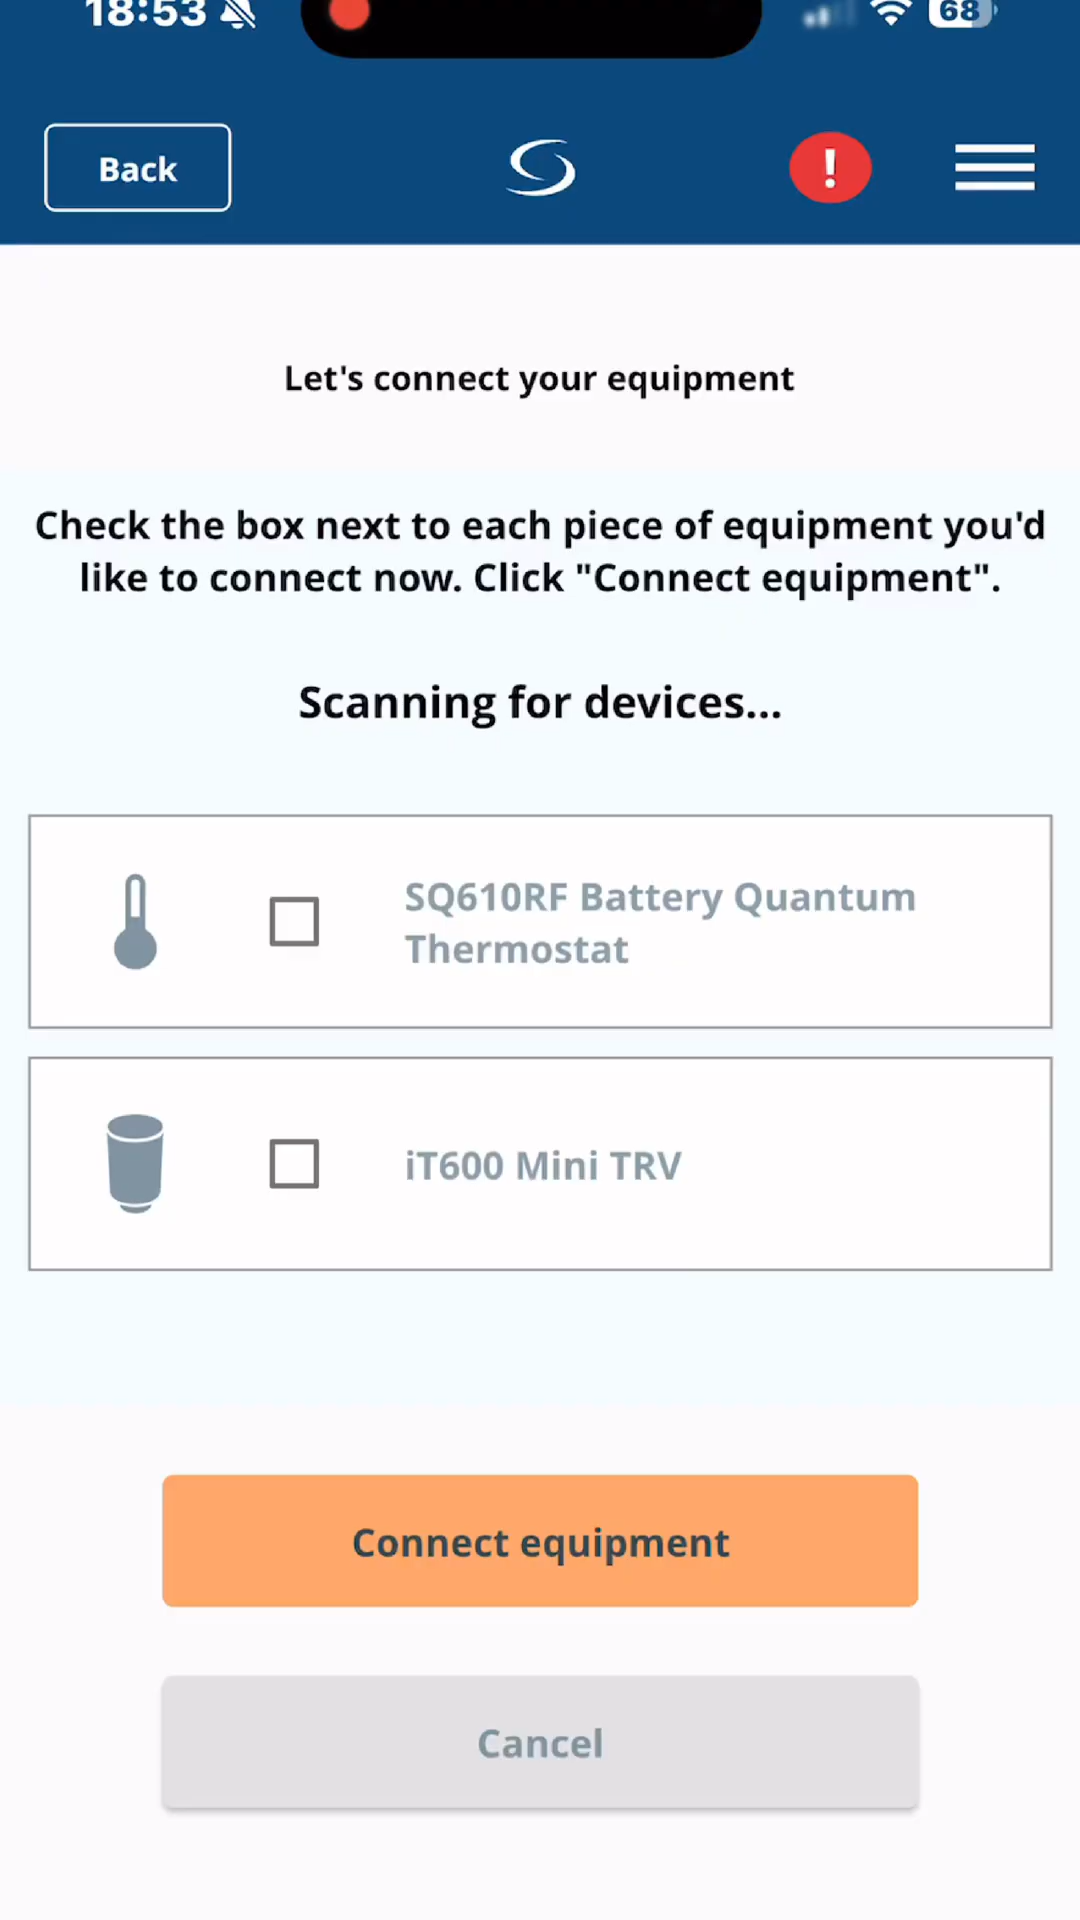 18:53
68
Back
!
Let's connect your equipment
Check the box next to each piece of equipment you'd
like to connect now. Click "Connect equipment".
Scanning for devices...
SQ610RF Battery Quantum
Thermostat
iT600 Mini TRV
Connect equipment
Cancel